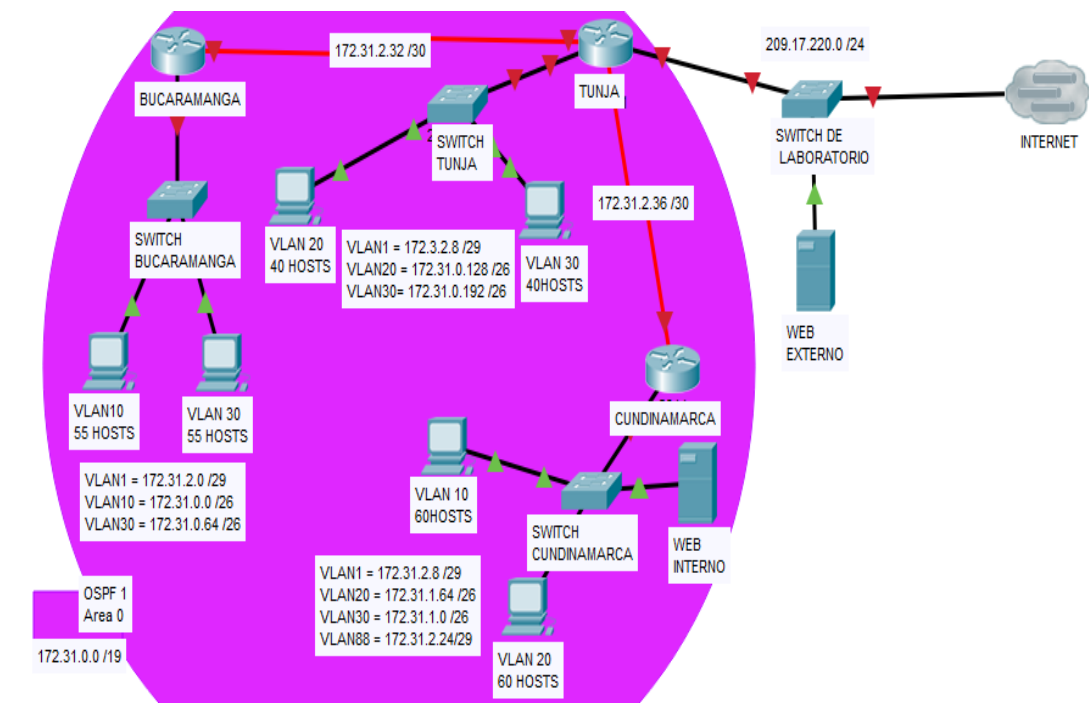 209.17.220.0 /24
172.31.2.32 /30
BUCARAMANGA
TUNJA
INTERNET
SWITCH DE
LABORATORIO
SWITCH
TUNJA
172.31.2.36 /30
SWITCH
BUCARAMANGA
VLAN 20
40 HOSTS
VLAN1 = 172.3.2.8 /29
VLAN20 = 172.31.0.128 /26
VLAN30= 172.31.0.192 /26
VLAN 30
40HOSTS
WEB
EXTERNO
VLAN10
55 HOSTS
VLAN 30
55 HOSTS
CUNDINAMARCA
VLAN1 = 172.31.2.0 /29
VLAN10 = 172.31.0.0 /26
VLAN30 = 172.31.0.64 /26
VLAN 10
60HOSTS
SWITCH
CUNDINAMARCA
WEB
INTERNO
VLAN1 = 172.31.2.8 /29
VLAN20 = 172.31.1.64 /26
VLAN30 = 172.31.1.0 /26
VLAN88 = 172.31.2.24/29
OSPF 1
Area 0
172.31.0.0 /19
VLAN 20
60 HOSTS